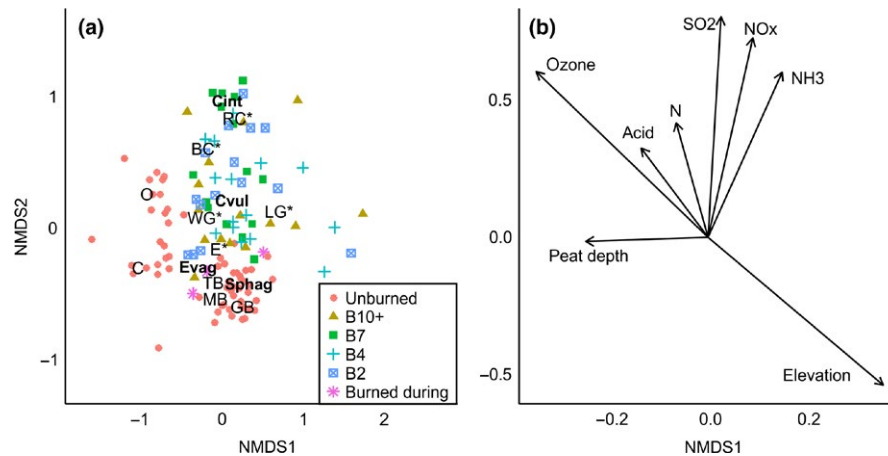 (a)
NMDS2
1
0
−1
Cint
RC*
BC*
O
Cvul
WG*
LG*
E*
C
Evag
TB
Sphag
MB
GB
Unburned
B10+
B7
B4
B2
Burned during
−1
0
1
2
NMDS1
(b)
0.5
0.0
−0.5
SO2
NOx
Ozone
NH3
N
Acid
Peat depth
Elevation
−0.2
0.0
0.2
NMDS1